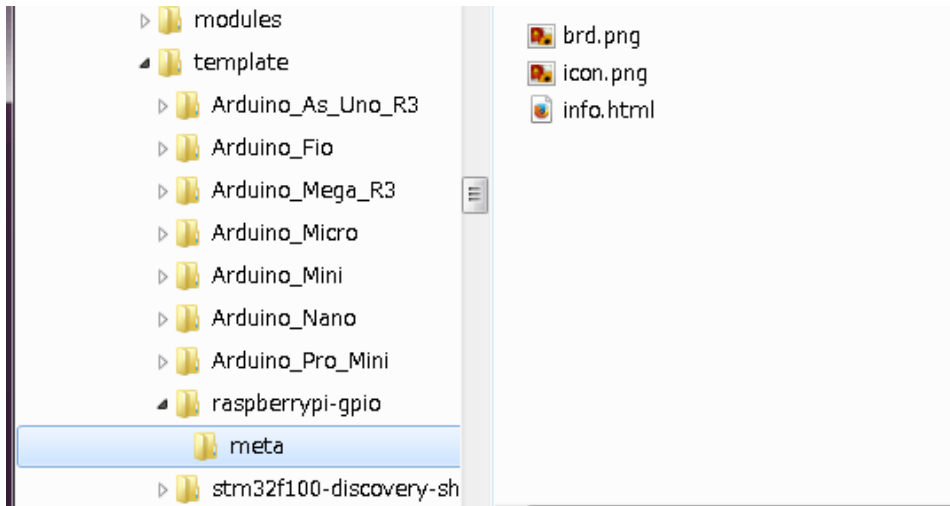 modules
template
Arduino_As_Uno_R3
Arduino_Fio
Arduino_Mega_R3
Arduino_Micro
Arduino_Mini
Arduino_Nano
Arduino_Pro_Mini
raspberrypi-gpio
meta
stm32f100-discovery-sh
brd.png
icon.png
info.html